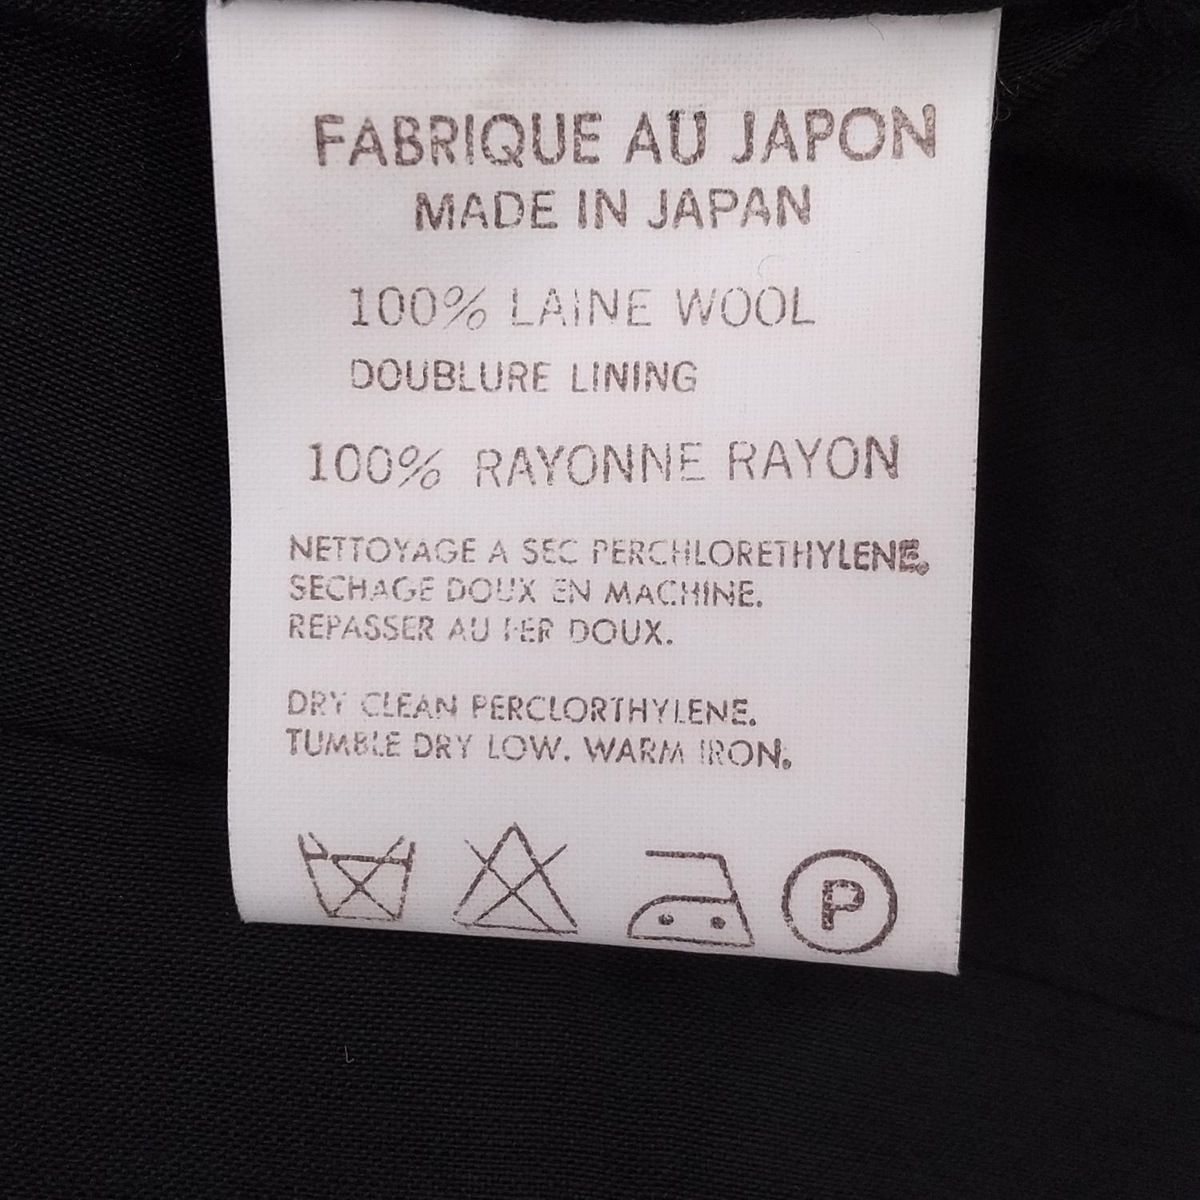 FABRIQUE AU JAPON
MADE IN JAPAN
100% LAINE WOOL
DOUBLURE LINING
100% RAYONNE RAYON
NETTOYAGE A SEC PERCHLORETHYLENE.
SECHAGE DOUX EN MACHINE.
REPASSER AU FER DOUX.
DRY CLEAN PERCLORTHYLENE.
TUMBLE DRY LOW. WARM IRON.
P